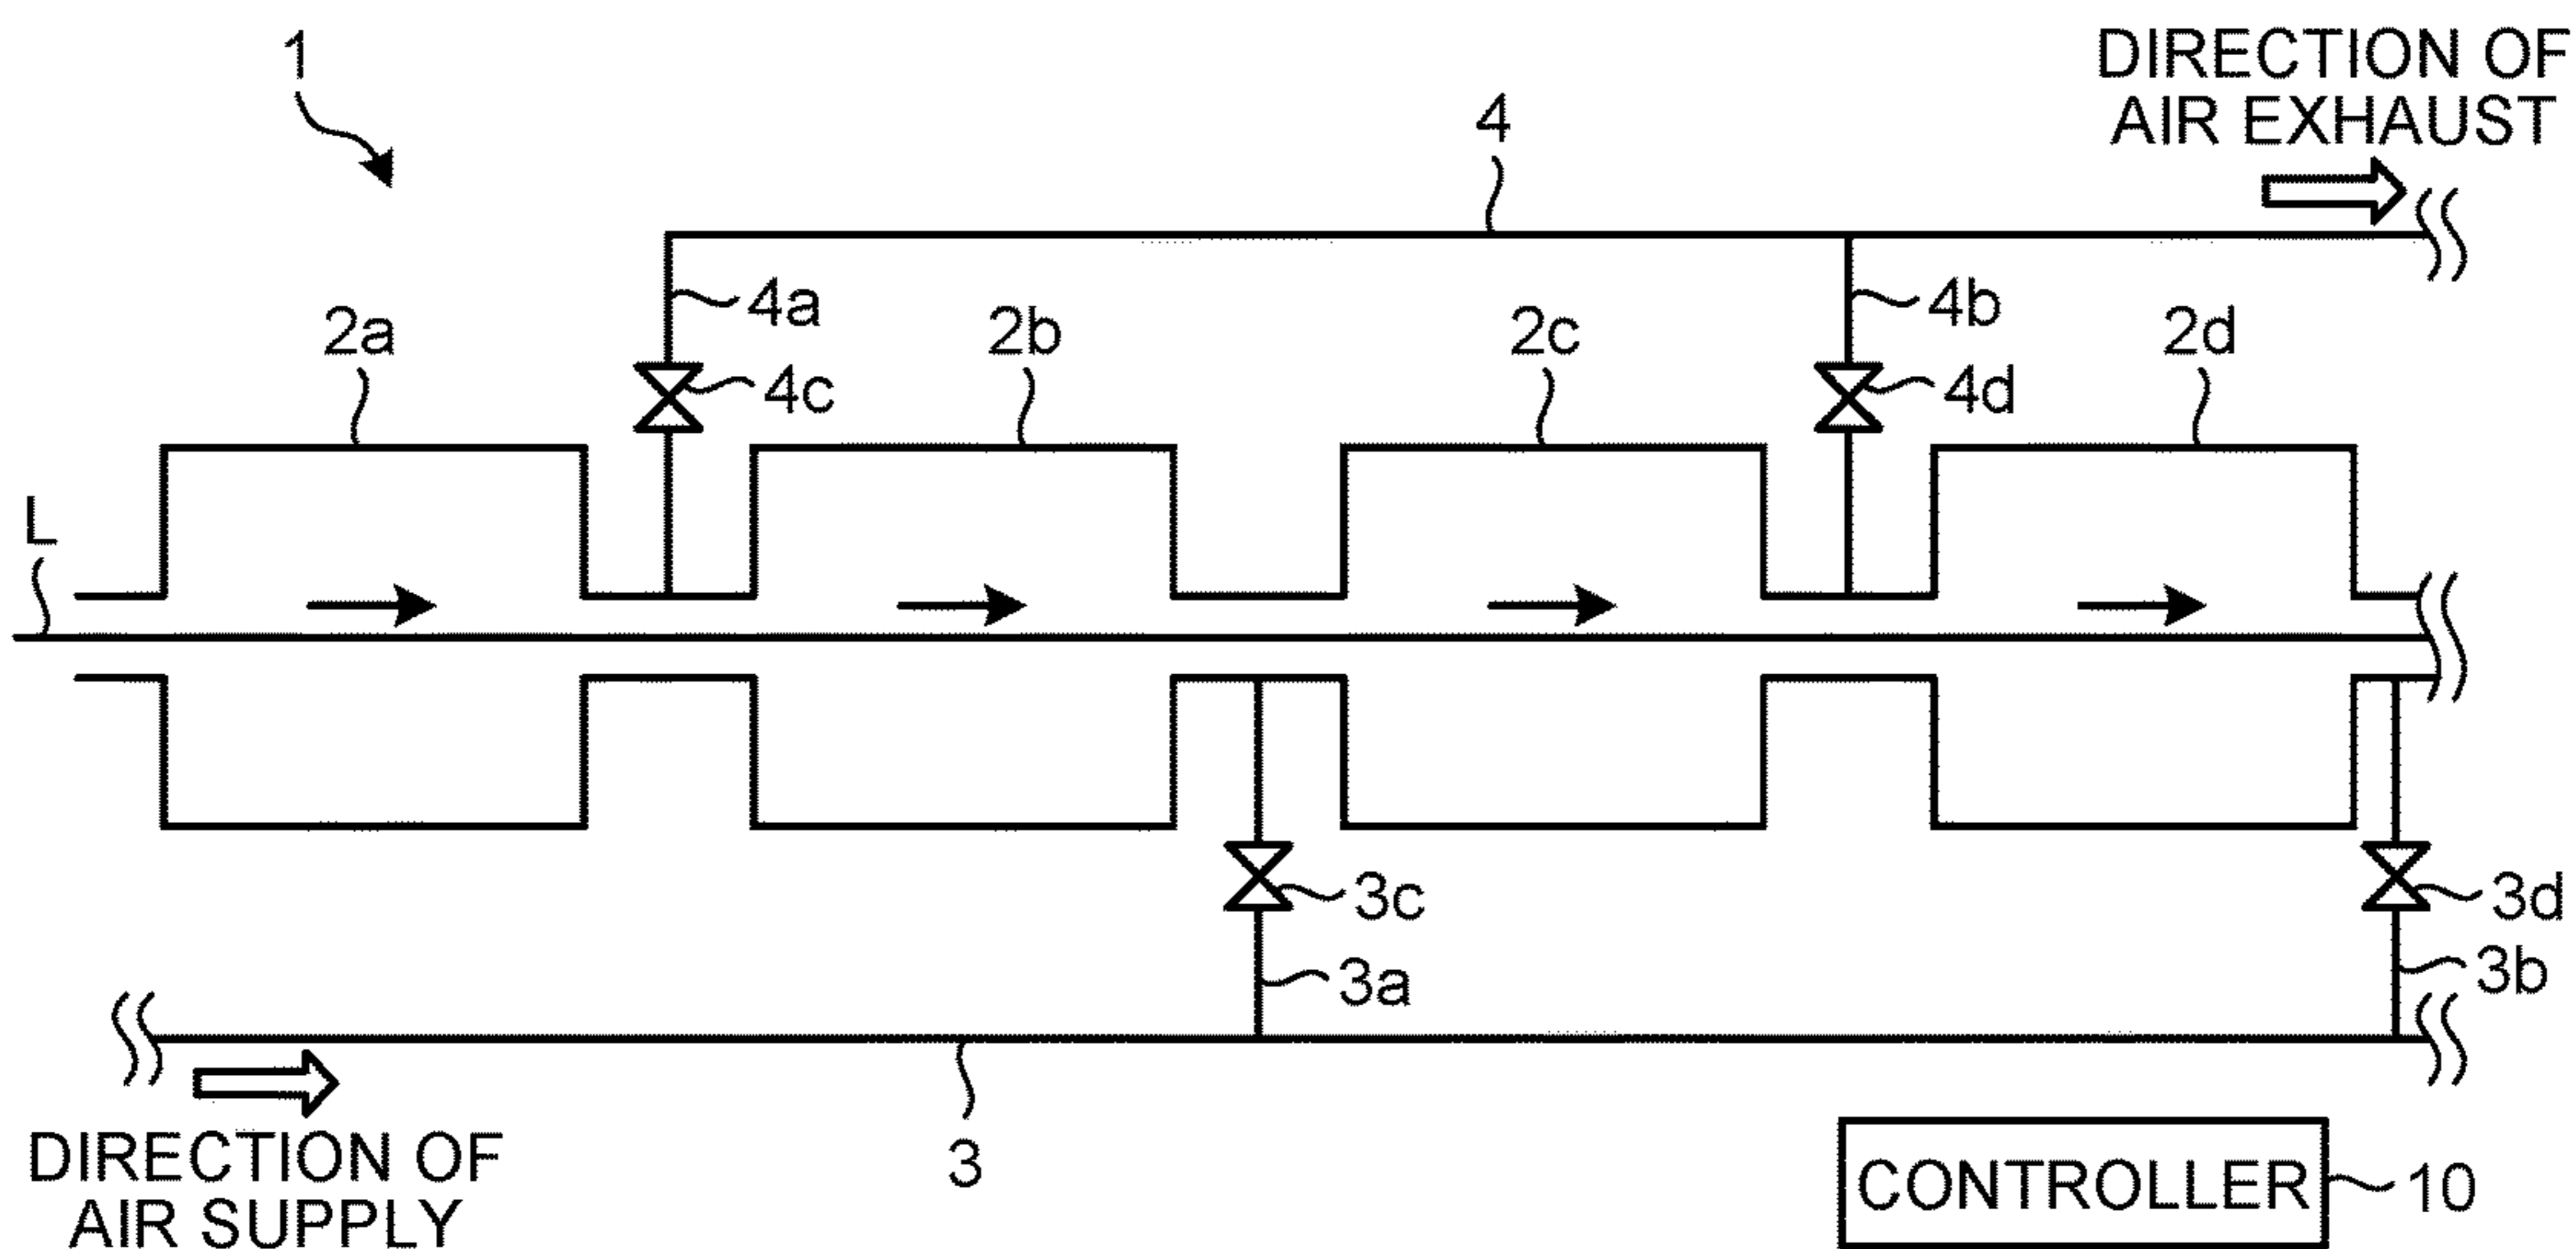 1
DIRECTION OF
AIR EXHAUST
4
4a
4b
2a
2b
2c
2d
4c
4d
L
3c
3d
3a
3b
DIRECTION OF
AIR SUPPLY
3
CONTROLLER
10